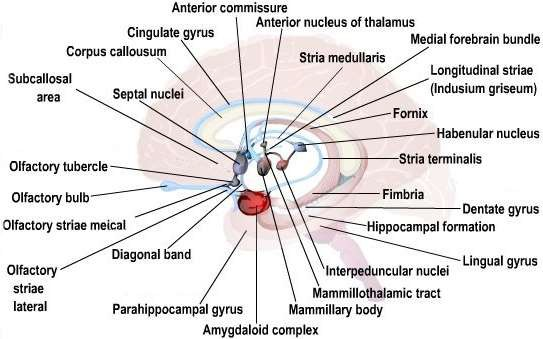 Anterior commissure
Anterior nucleus of thalamus
Cingulate gyrus
Medial forebrain bundle
Corpus callousum
Stria medullaris
Subcallosal
area
Longitudinal striae
(Indusium griseum)
Septal nuclei
Fornix
Habenular nucleus
Olfactory tubercle
Stria terminalis
Olfactory bulb
Fimbria
Dentate gyrus
Olfactory striae meical
Hippocampal formation
Diagonal band
Lingual gyrus
Olfactory
striae
lateral
Interpeduncular nuclei
Mammillothalamic tract
Parahippocampal gyrus
Mammillary body
Amygdaloid complex